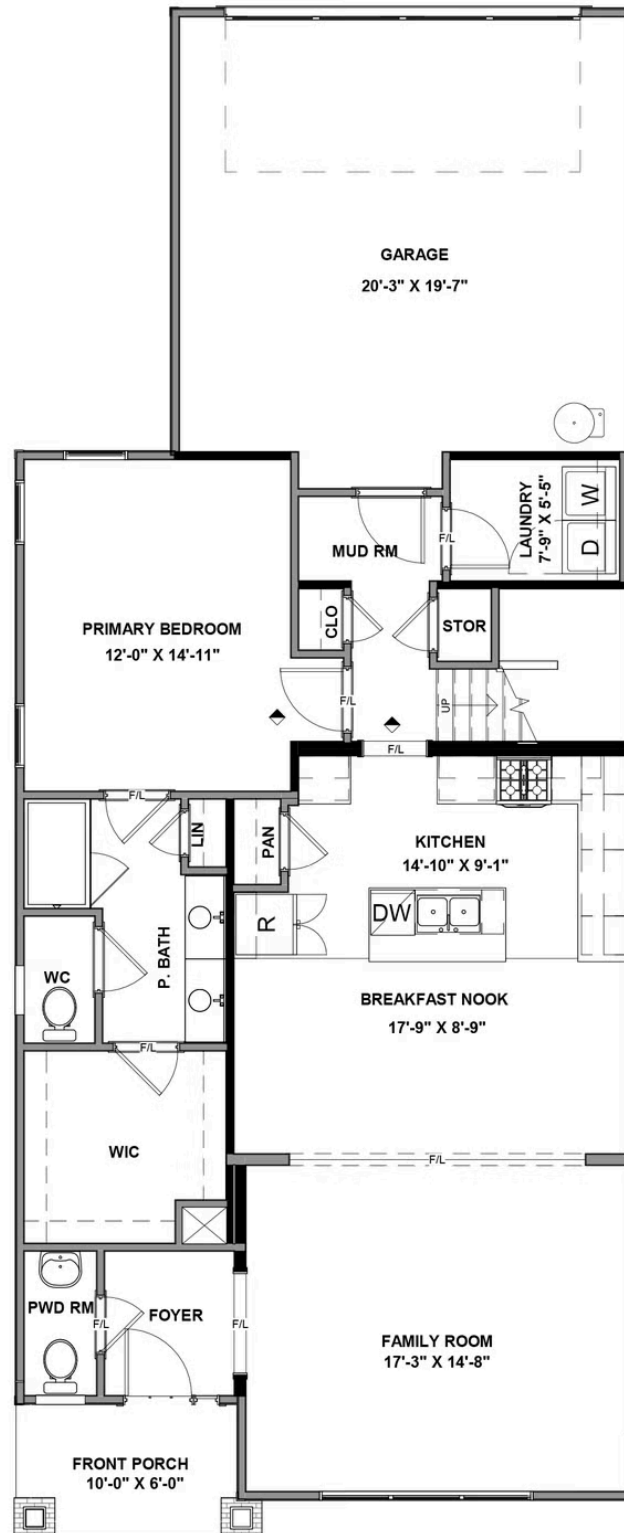 GARAGE
20'-3" X 19'-7"
LAUNDRY
7'-9" X 5'-5"
W
D
F/L
MUD RM
CLO
STOR
PRIMARY BEDROOM
12'-0" X 14'-11"
F/L
UP
F/L
F/L
LIN
PAN
KITCHEN
14'-10" X 9'-1"
DW
R
P. BATH
WC
BREAKFAST NOOK
17'-9" X 8'-9"
F/L
WIC
F/L
PWD RM
F/L
FOYER
F/L
FAMILY ROOM
17'-3" X 14'-8"
FRONT PORCH
10'-0" X 6'-0"